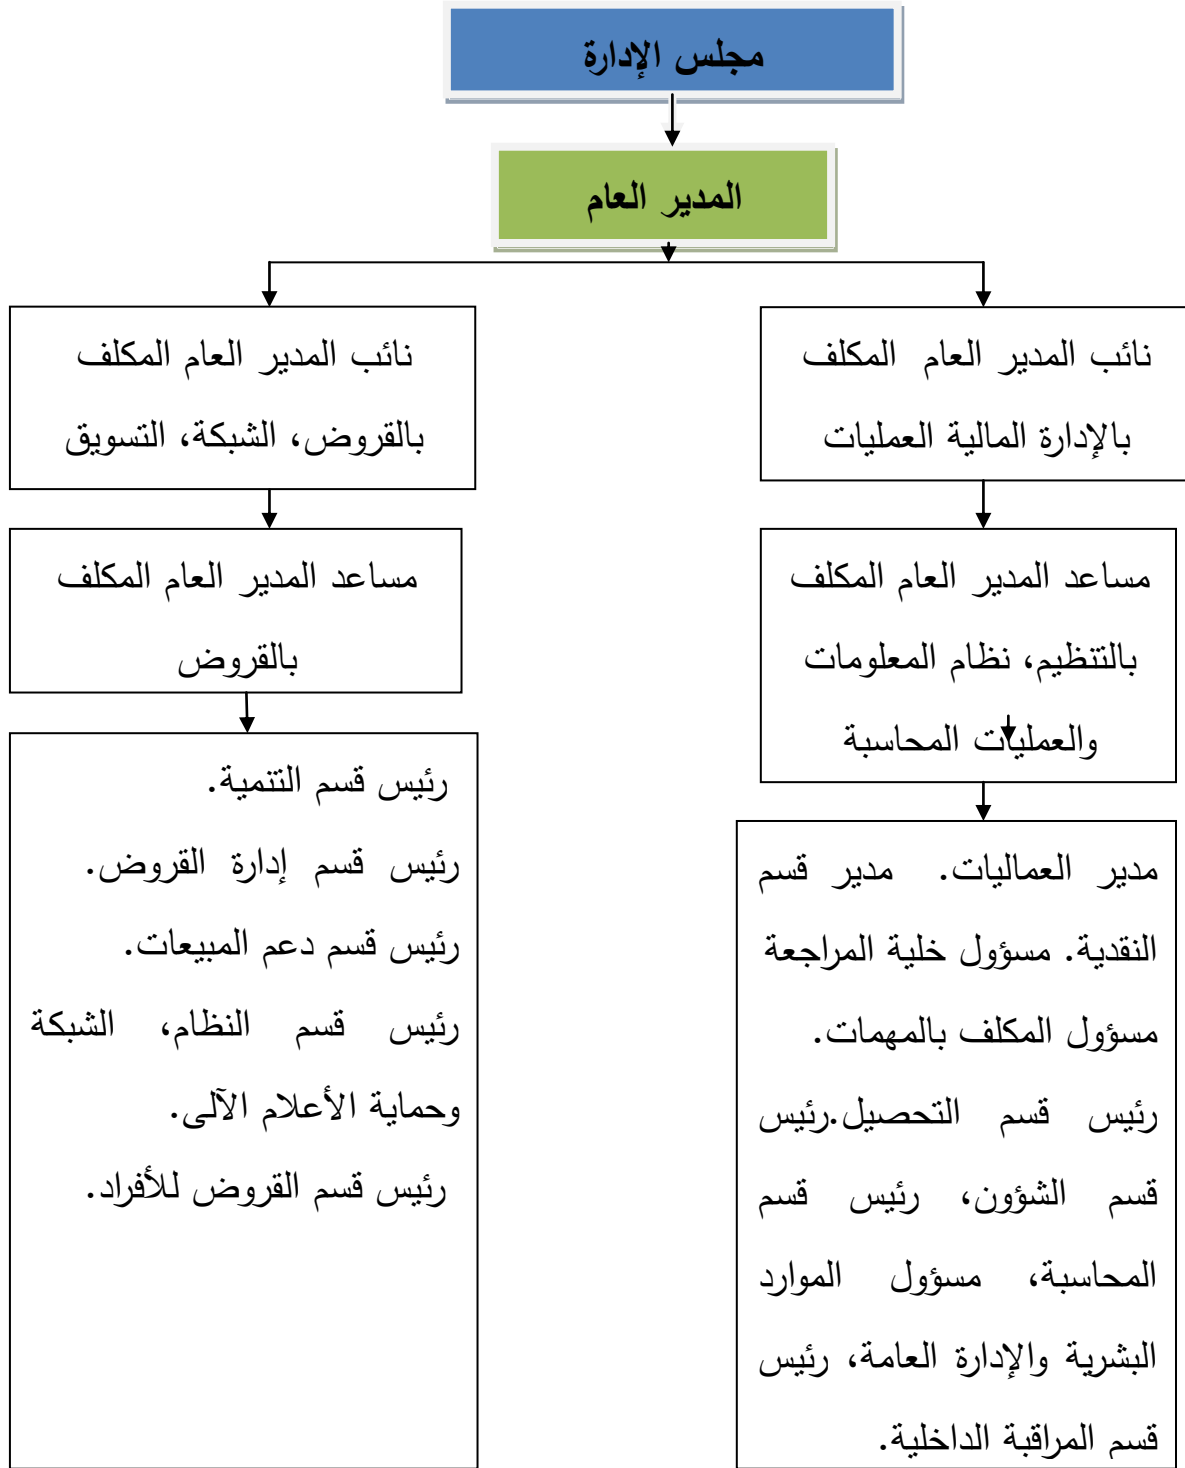 مجلس الإدارة
المدير العام
نائب المدير العام المكلف
بالإدارة المالية العمليات
مساعد المدير العام المكلف
بالتنظيم، نظام المعلومات
والعمليات المحاسبة
مدير العماليات. مدير قسم
النقدية. مسؤول خلية المراجعة
مسؤول المكلف بالمهمات.
رئيس قسم التحصيل.رئيس
قسم الشؤون، رئيس قسم
المحاسبة، مسؤول الموارد
البشرية والإدارة العامة، رئيس
قسم المراقبة الداخلية.
نائب المدير العام المكلف
بالقروض، الشبكة، التسويق
مساعد المدير العام المكلف
بالقروض
رئيس قسم التنمية.
رئيس قسم إدارة القروض.
رئيس قسم دعم المبيعات.
رئيس قسم النظام، الشبكة
وحماية الأعلام الآلى.
رئيس قسم القروض للأفراد.